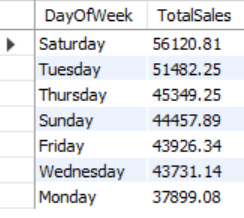 DayOfWeek TotalSales
Saturday 56120.81
Tuesday 51482.25
Thursday 45349.25
Sunday 44457.89
Friday 43926.34
Wednesday 43731.14
Monday 37899.08